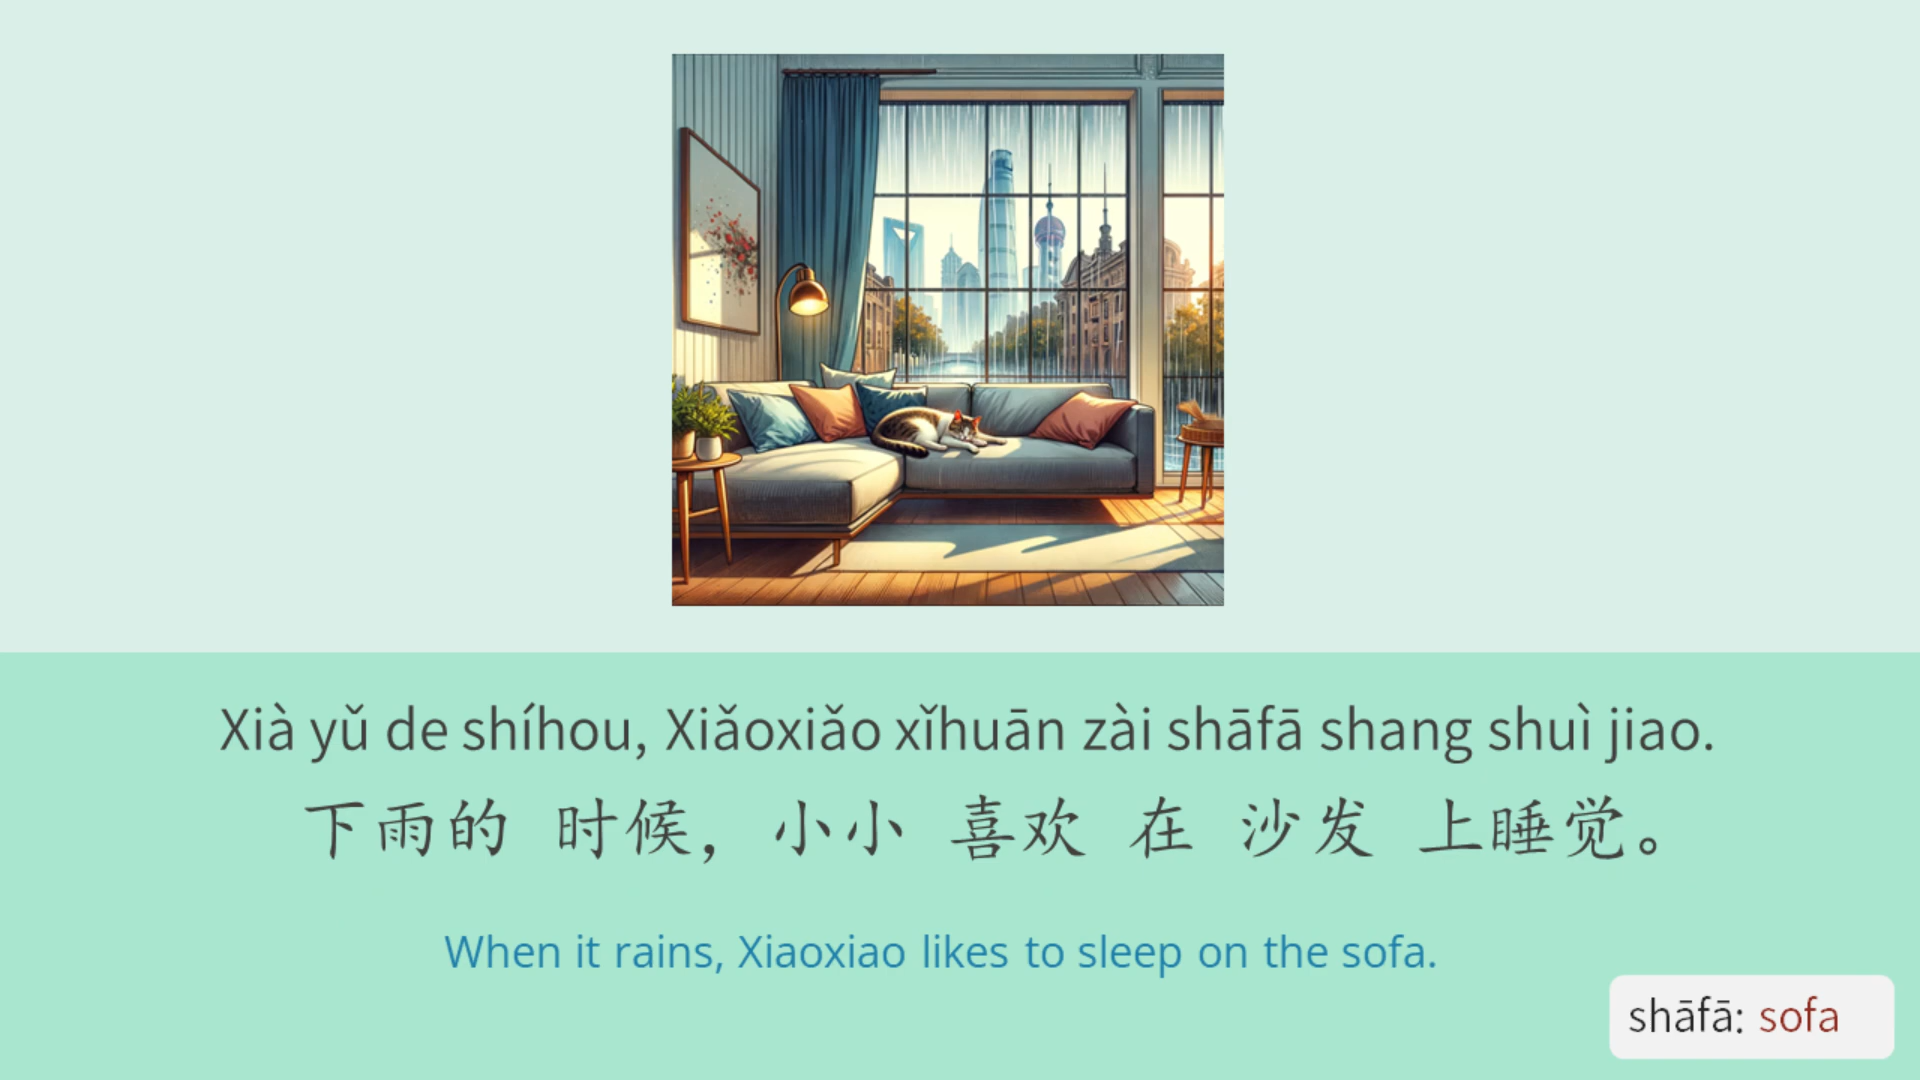 Xià yǔ de shíhou, Xiǎoxiǎo xǐhuān zài shāfā shang shuì jiao.
下雨的 时候，小小 喜欢 在 沙发 上睡觉。
When it rains, Xiaoxiao likes to sleep on the sofa.
shāfā: sofa